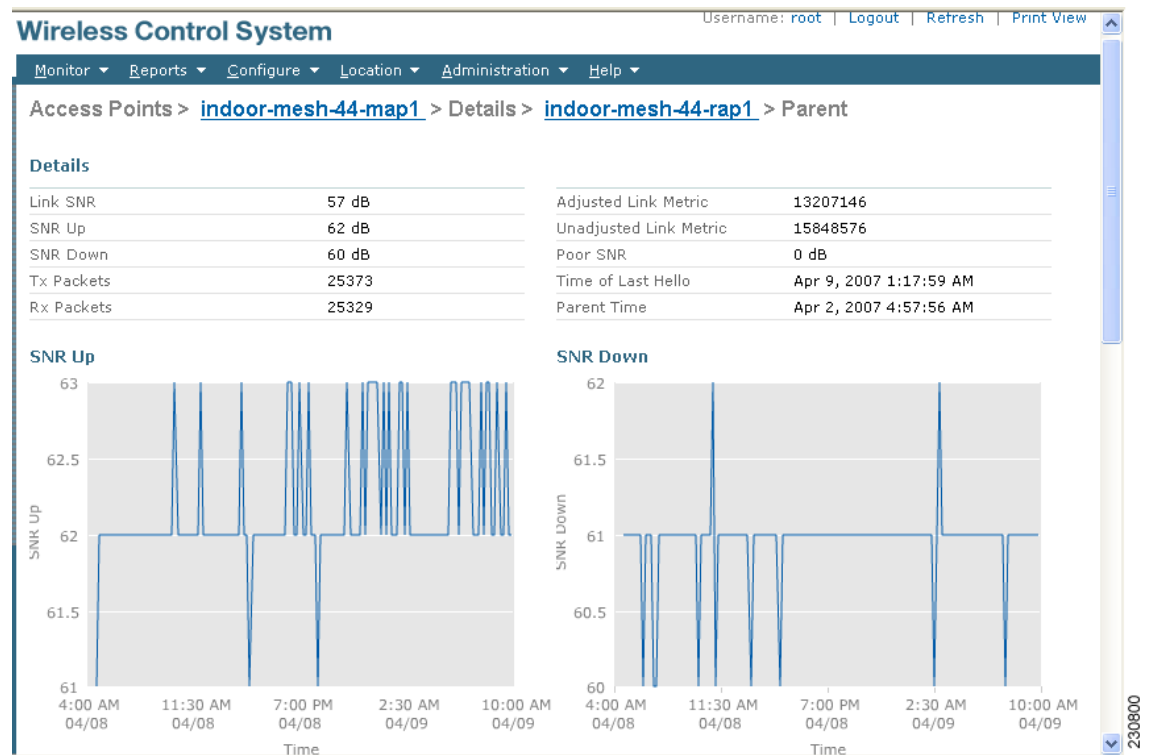 Username: root | Logout | Refresh | Print View
Wireless Control System
Monitor Reports Configure Location Administration Help
Access Points > indoor-mesh-44-map1 > Details > indoor-mesh-44-rap1 > Parent
Details
Link SNR 57 dB
SNR Up 62 dB
SNR Down 60 dB
Tx Packets 25373
Rx Packets 25329
Adjusted Link Metric 13207146
Unadjusted Link Metric 15848576
Poor SNR 0 dB
Time of Last Hello Apr 9, 2007 1:17:59 AM
Parent Time Apr 2, 2007 4:57:56 AM
SNR Up
63
62.5
62
61.5
61
SNR Up
4:00 AM 11:30 AM 7:00 PM 2:30 AM 10:00 AM
04/08 04/08 04/08 04/09 04/09
Time
SNR Down
62
61.5
61
60.5
60
SNR Down
4:00 AM 11:30 AM 7:00 PM 2:30 AM 10:00 AM
04/08 04/08 04/08 04/09 04/09
Time
230800